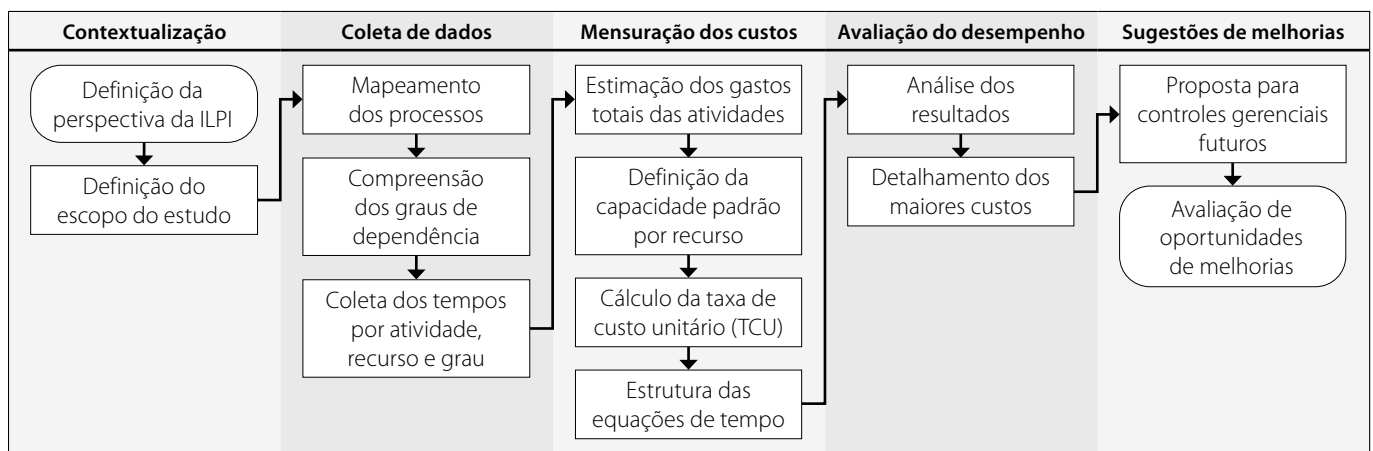 Contextualização
Coleta de dados
Mensuração dos custos
Avaliação do desempenho
Sugestões de melhorias
Definição da
perspectiva da ILPI
Definição do
escopo do estudo
Mapeamento
dos processos
Compreensão
dos graus de
dependência
Coleta dos tempos
por atividade,
recurso e grau
Estimação dos gastos
totais das atividades
Definição da
capacidade padrão
por recurso
Cálculo da taxa de
custo unitário (TCU)
Estrutura das
equações de tempo
Análise dos
resultados
Detalhamento dos
maiores custos
Proposta para
controles gerenciais
futuros
Avaliação de
oportunidades
de melhorias